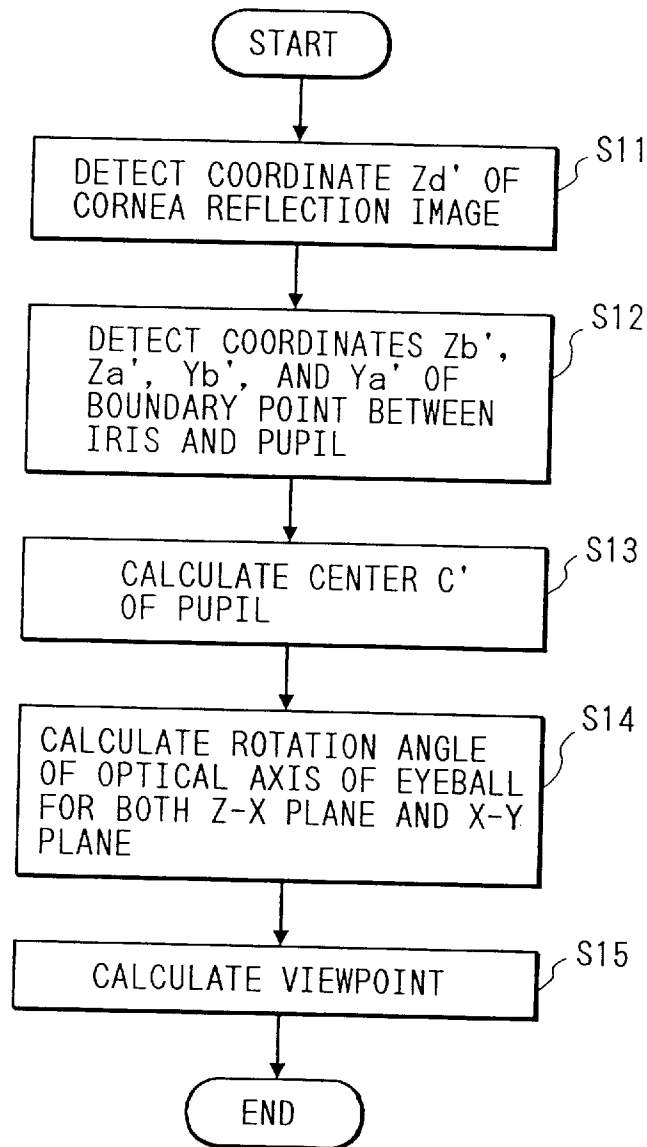 START
S11
DETECT COORDINATE Zd' OF
CORNEA REFLECTION IMAGE
S12
DETECT COORDINATES Zb',
Za', Yb', AND Ya' OF
BOUNDARY POINT BETWEEN
IRIS AND PUPIL
S13
CALCULATE CENTER C'
OF PUPIL
S14
CALCULATE ROTATION ANGLE
OF OPTICAL AXIS OF EYEBALL
FOR BOTH Z-X PLANE AND X-Y
PLANE
S15
CALCULATE VIEWPOINT
END